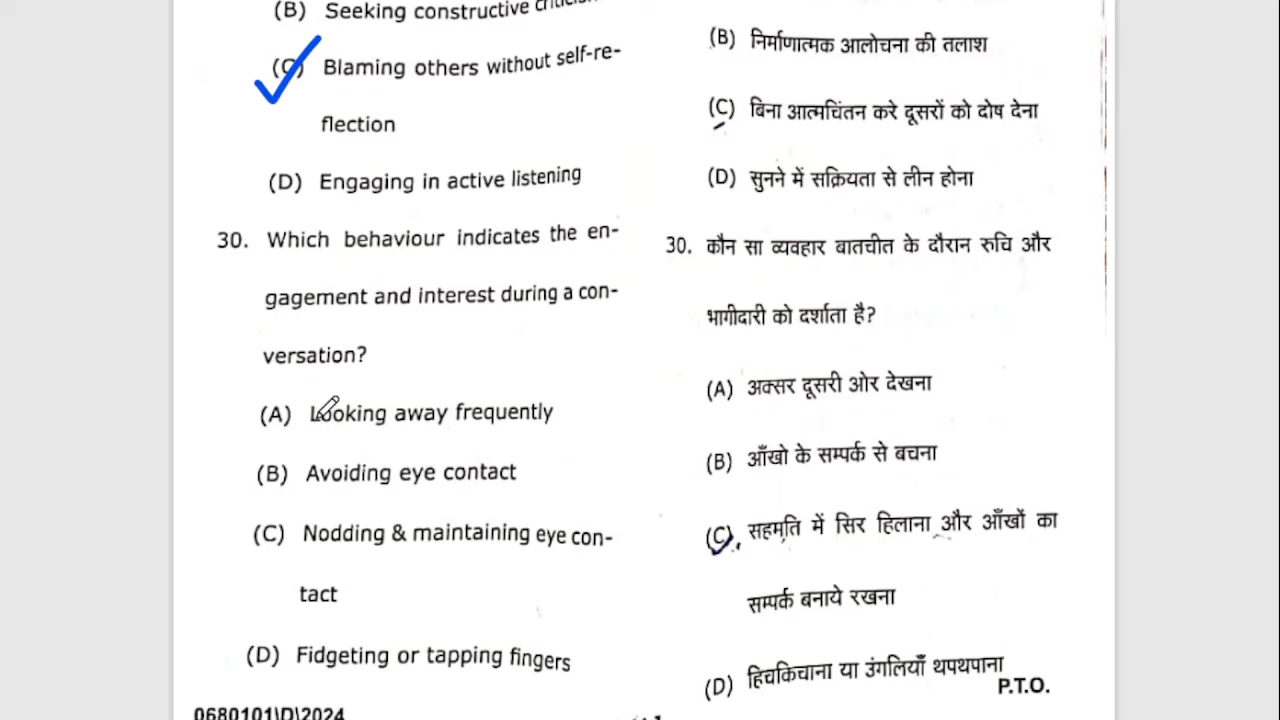 (B) Seeking constructive criticism
(C) Blaming others without self-re-
flection
(D) Engaging in active listening
30. Which behaviour indicates the en-
gagement and interest during a con-
versation?
(A) Looking away frequently
(B) Avoiding eye contact
(C) Nodding & maintaining eye con-
tact
(D) Fidgeting or tapping fingers
0680101\D\2024
(B) निर्माणात्मक आलोचना की तलाश
(C) बिना आत्मचिंतन करे दूसरों को दोष देना
(D) सुनने में सक्रियता से लीन होना
30. कौन सा व्यवहार बातचीत के दौरान रुचि और
भागीदारी को दर्शाता है?
(A) अक्सर दूसरी ओर देखना
(B) आँखो के सम्पर्क से बचना
(C) सहमति में सिर हिलाना और आँखों का
सम्पर्क बनाये रखना
(D) हिचकिचाना या उंगलियाँ थपथपाना
P.T.O.